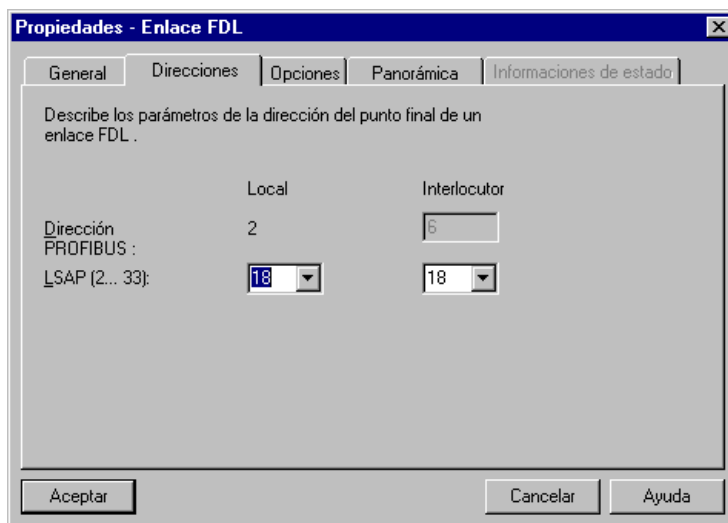 Propiedades - Enlace FDL
General Direcciones Opciones Panorámica Informaciones de estado
Describe los parámetros de la dirección del punto final de un
enlace FDL .
Local Interlocutor
Dirección 2 6
PROFIBUS :
LSAP (2... 33): 18 18
Aceptar Cancelar Ayuda